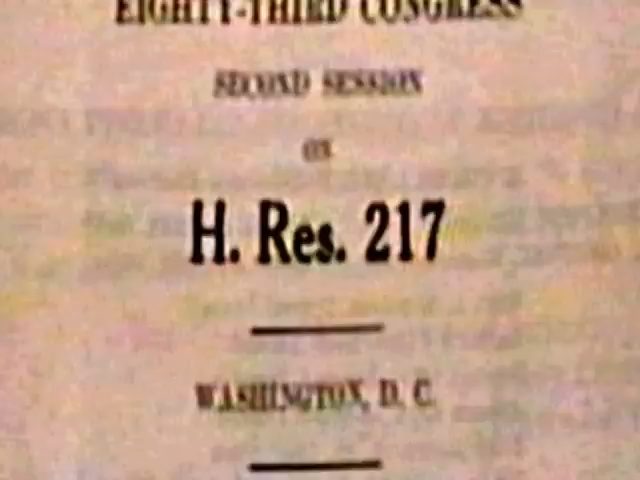 EIGHTY-THIRD CONGRESS
SECOND SESSION
ON
H. Res. 217
WASHINGTON, D. C.